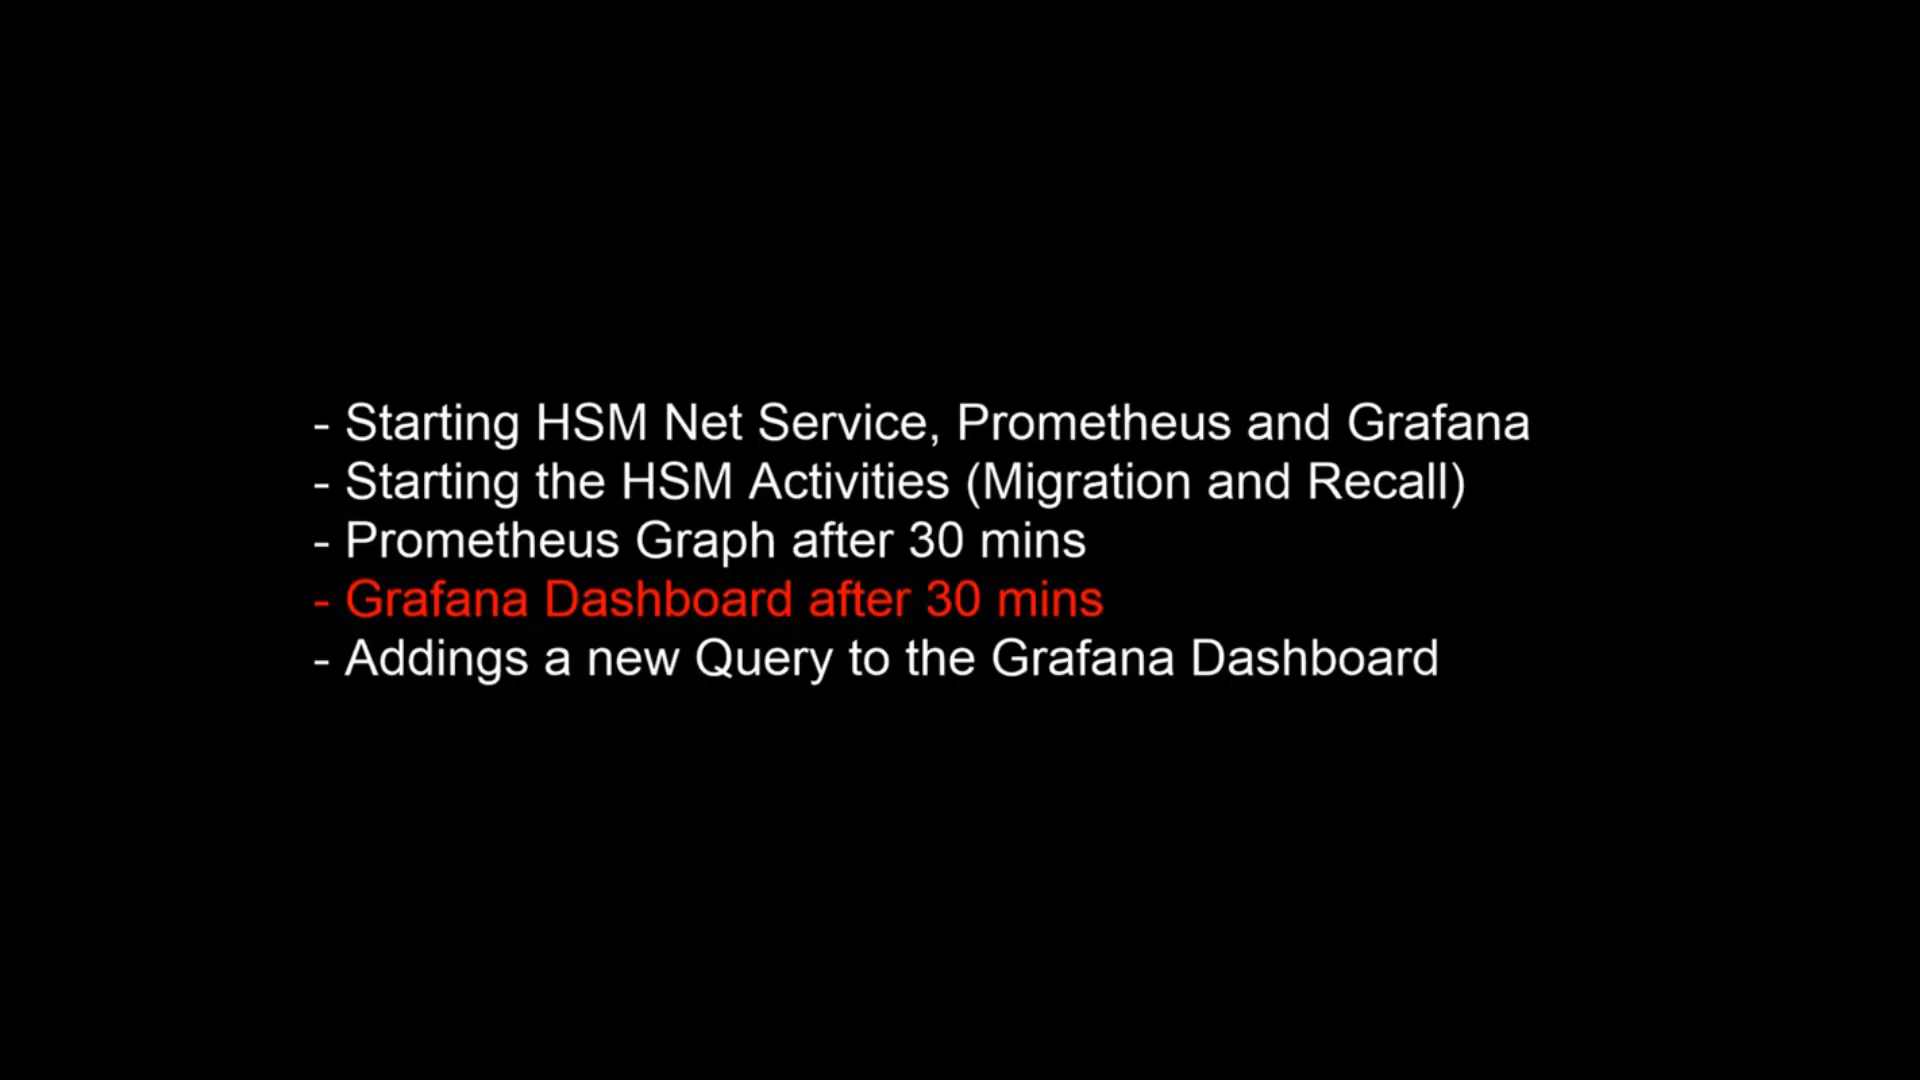 - Starting HSM Net Service, Prometheus and Grafana
- Starting the HSM Activities (Migration and Recall)
- Prometheus Graph after 30 mins
- Grafana Dashboard after 30 mins
- Addings a new Query to the Grafana Dashboard